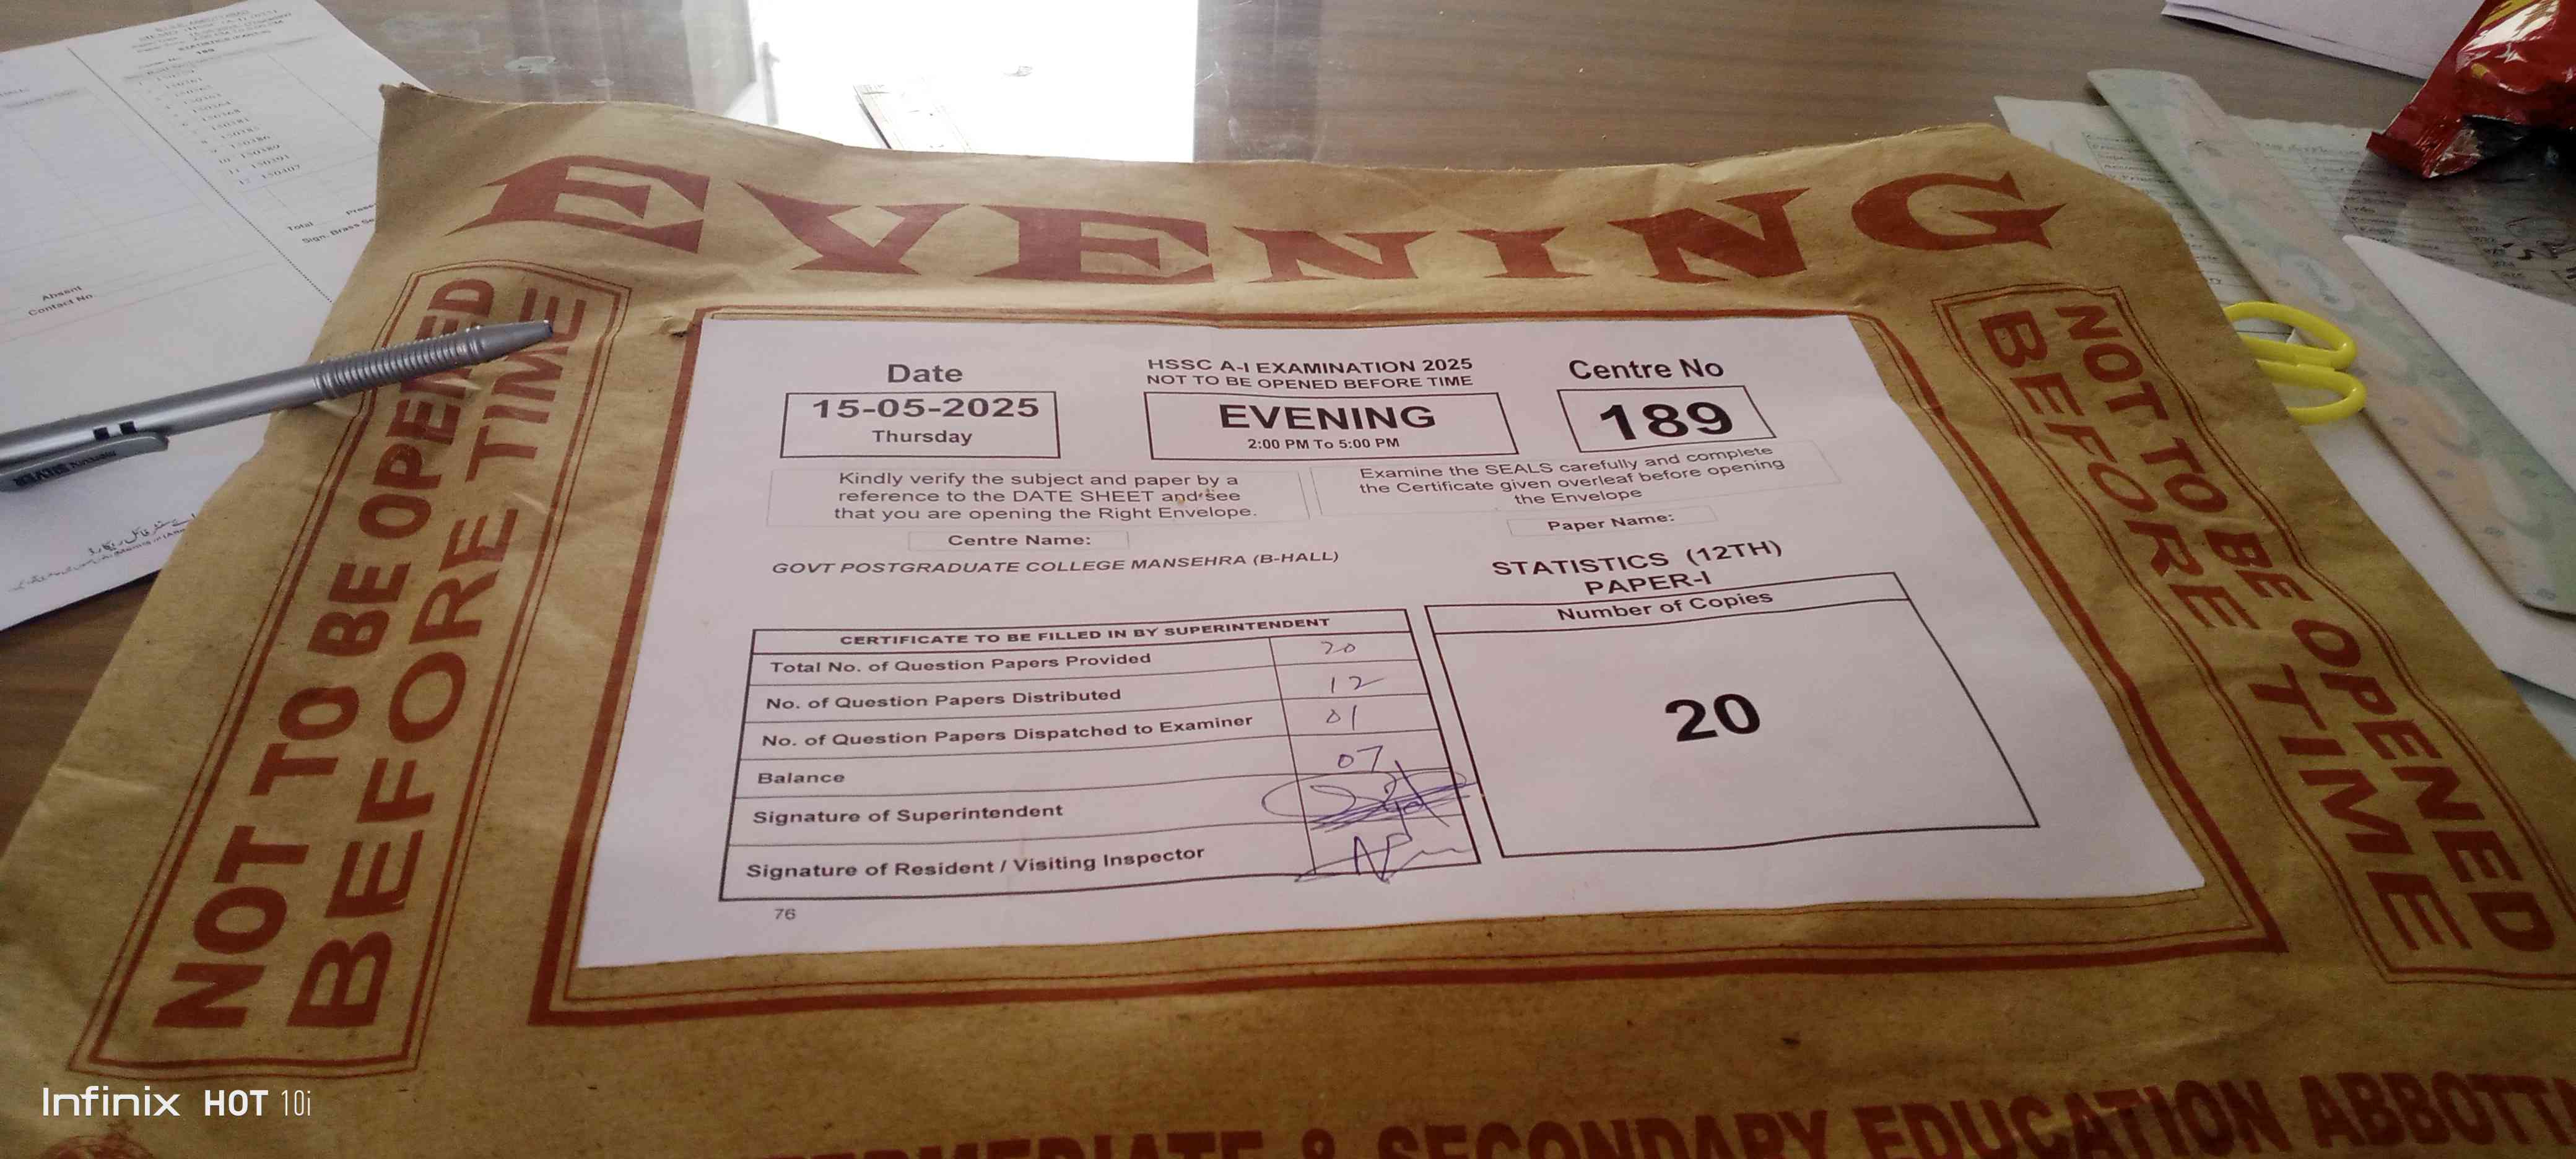 EVENING
NOT TO BE OPENED
BEFORE TIME
NOT TO BE OPENED
BEFORE TIME
Date
15-05-2025
Thursday
HSSC A-I EXAMINATION 2025
NOT TO BE OPENED BEFORE TIME
EVENING
2:00 PM To 5:00 PM
Centre No
189
Kindly verify the subject and paper by a
reference to the DATE SHEET and see
that you are opening the Right Envelope.
Examine the SEALS carefully and complete
the Certificate given overleaf before opening
the Envelope
Centre Name:
GOVT POSTGRADUATE COLLEGE MANSEHRA (B-HALL)
Paper Name:
STATISTICS (12TH)
PAPER-I
Number of Copies
20
CERTIFICATE TO BE FILLED IN BY SUPERINTENDENT
Total No. of Question Papers Provided 20
No. of Question Papers Distributed 12
No. of Question Papers Dispatched to Examiner 01
Balance 07
Signature of Superintendent
Signature of Resident / Visiting Inspector
76
& SECONDARY EDUCATION
Absent
Contact No
Total
Infinix HOT 10i